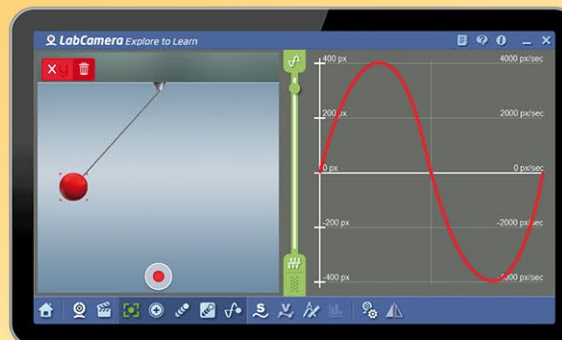 LabCamera Explore to Learn
X y
400 px 4000 px/sec
200 px 2000 px/sec
0 px 0 px/sec
-200 px -2000 px/sec
-400 px
S V A